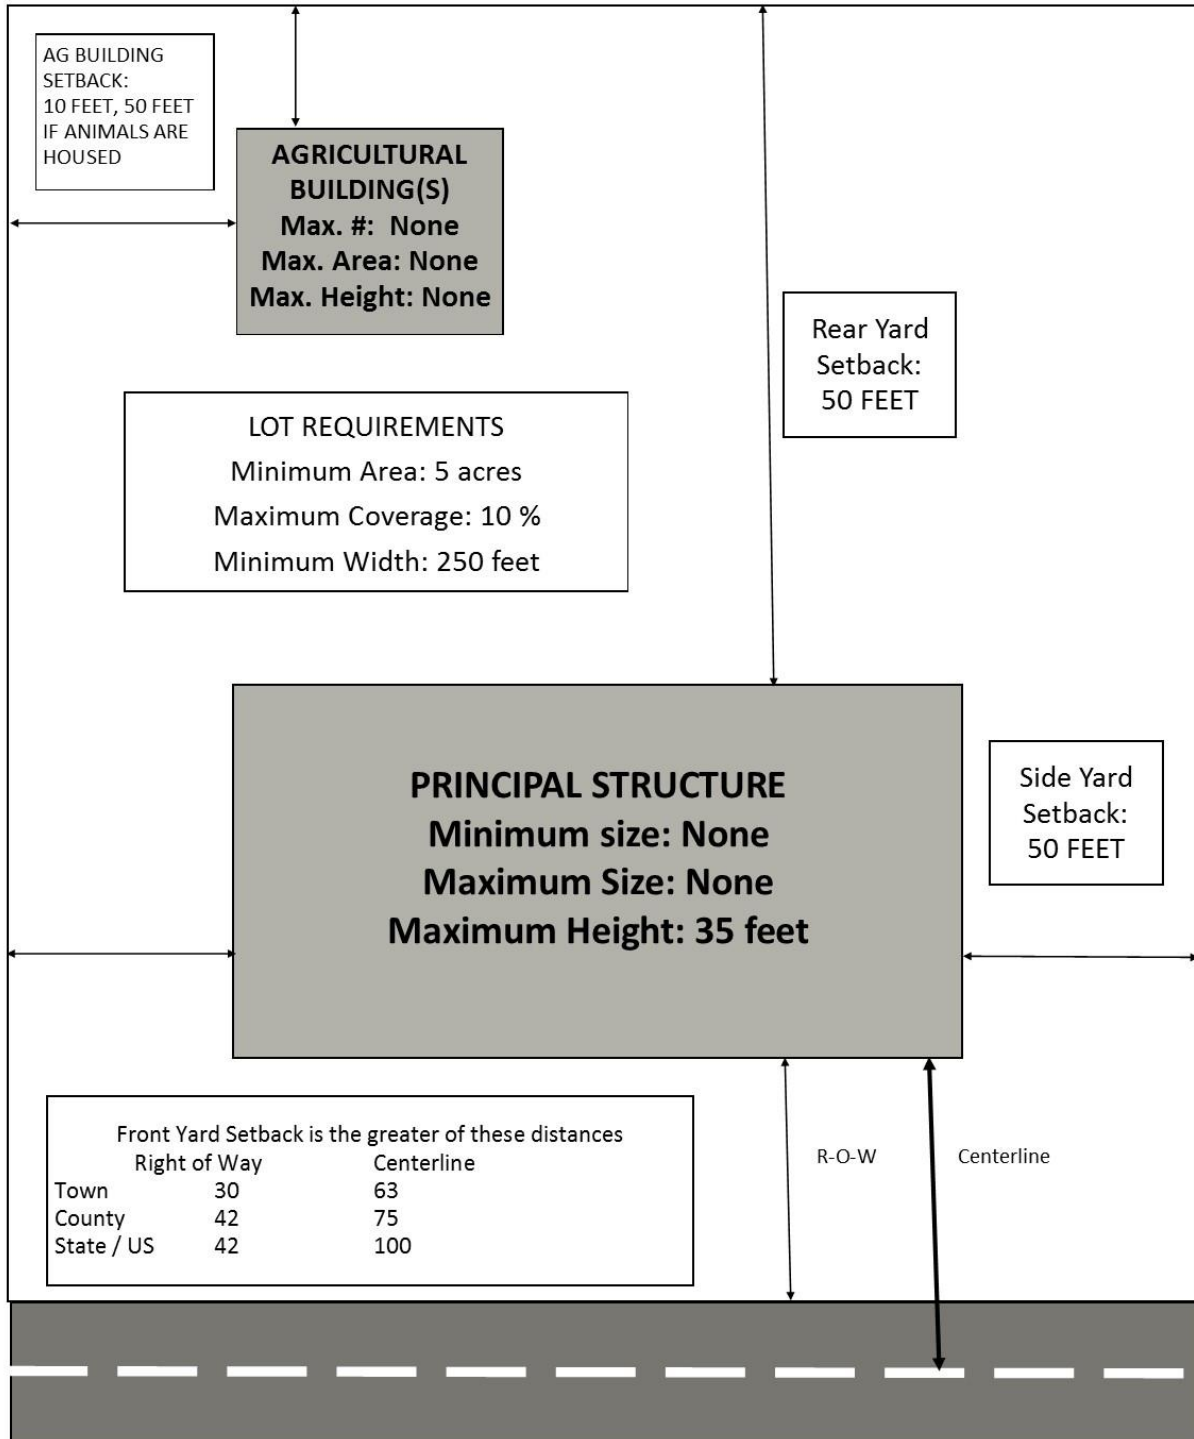 AG BUILDING
SETBACK:
10 FEET, 50 FEET
IF ANIMALS ARE
HOUSED
AGRICULTURAL
BUILDING(S)
Max. #: None
Max. Area: None
Max. Height: None
Rear Yard
Setback:
50 FEET
LOT REQUIREMENTS
Minimum Area: 5 acres
Maximum Coverage: 10 %
Minimum Width: 250 feet
PRINCIPAL STRUCTURE
Minimum size: None
Maximum Size: None
Maximum Height: 35 feet
Side Yard
Setback:
50 FEET
Front Yard Setback is the greater of these distances
Right of Way Centerline
Town 30 63
County 42 75
State / US 42 100
R-O-W
Centerline